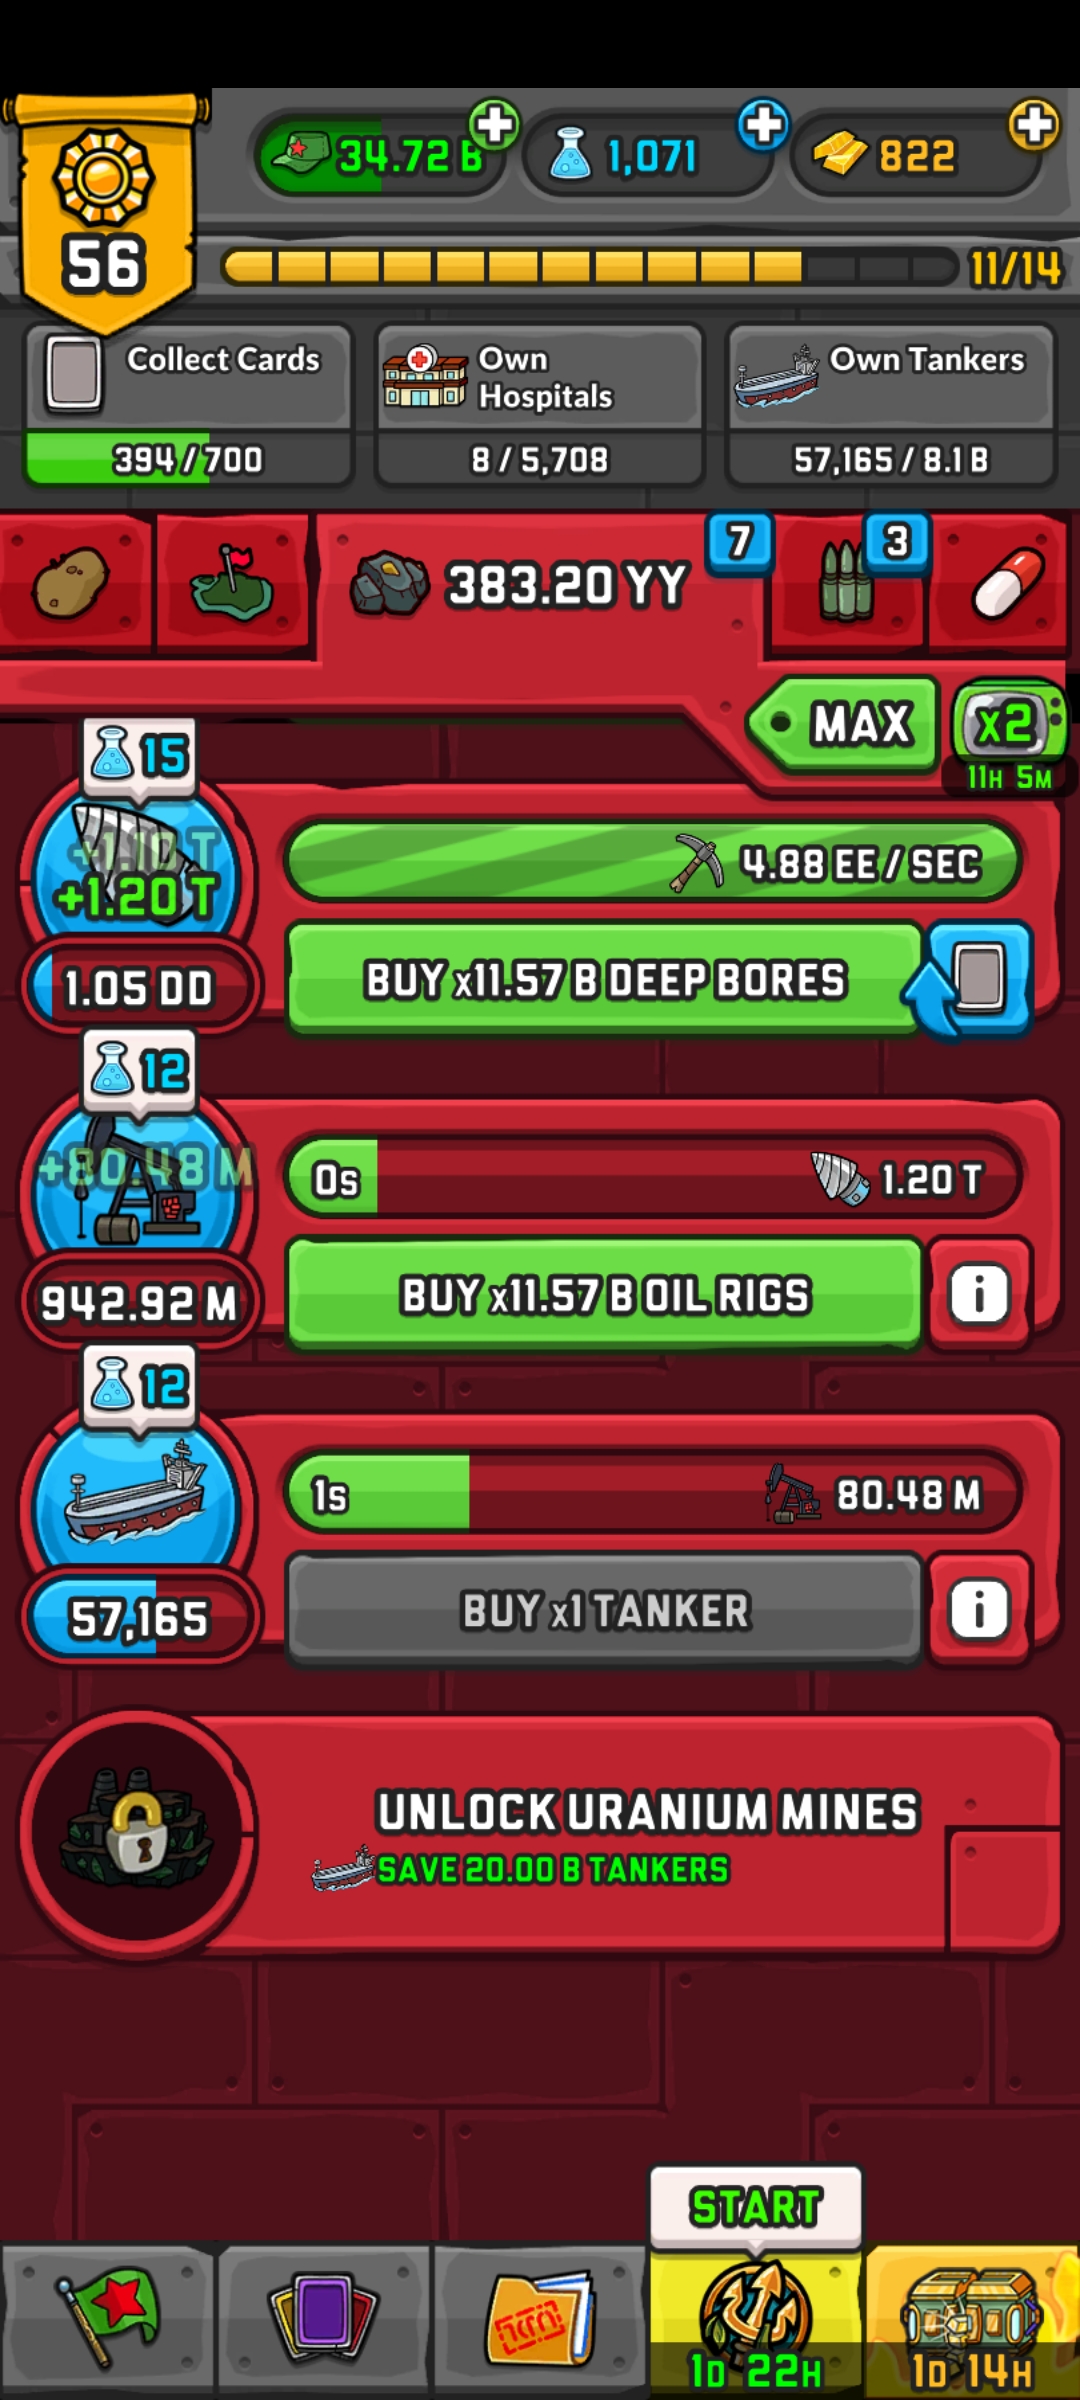 34.72 B
1,071
822
56
11/14
Collect Cards
394/700
Own
Hospitals
8/5,708
Own Tankers
57,165/8.1 B
383.20 YY
7
3
MAX
x2
11H 5M
15
+1.10 T
+1.20 T
4.88 EE/SEC
1.05 DD
BUY x11.57 B DEEP BORES
12
+80.48 M
0s
1.20 T
942.92 M
BUY x11.57 B OIL RIGS
i
12
1s
80.48 M
57,165
BUY x1 TANKER
i
UNLOCK URANIUM MINES
SAVE 20.00 B TANKERS
START
1D 22H
1D 14H